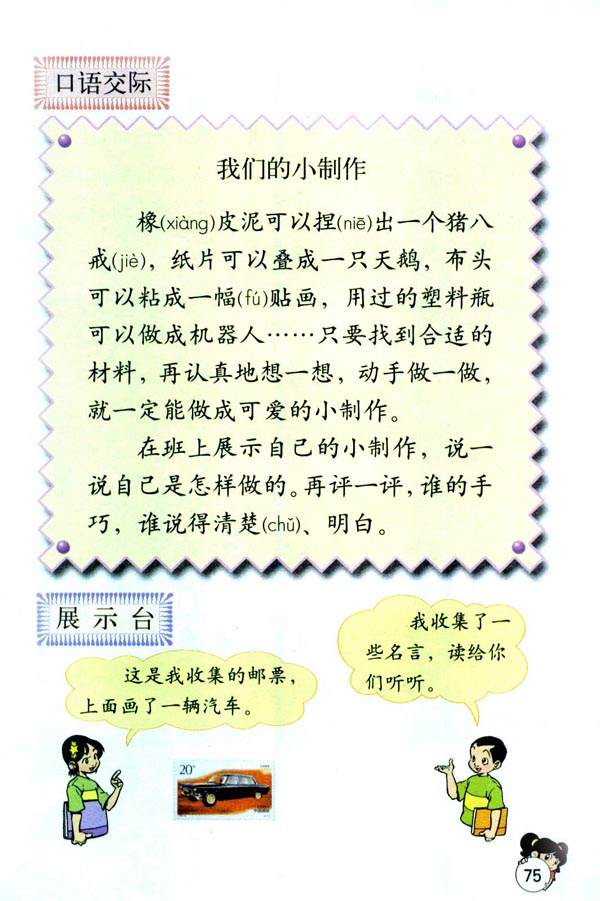 口语交际
我们的小制作
橡(xiàng)皮泥可以捏(niē)出一个猪八
戒(jiè)，纸片可以叠成一只天鹅，布头
可以粘成一幅(fú)贴画，用过的塑料瓶
可以做成机器人……只要找到合适的
材料，再认真地想一想，动手做一做，
就一定能做成可爱的小制作。
在班上展示自己的小制作，说一
说自己是怎样做的。再评一评，谁的手
巧，谁说得清楚(chǔ)、明白。
展示台
这是我收集的邮票，
上面画了一辆汽车。
我收集了一
些名言，读给你
们听听。
20
75